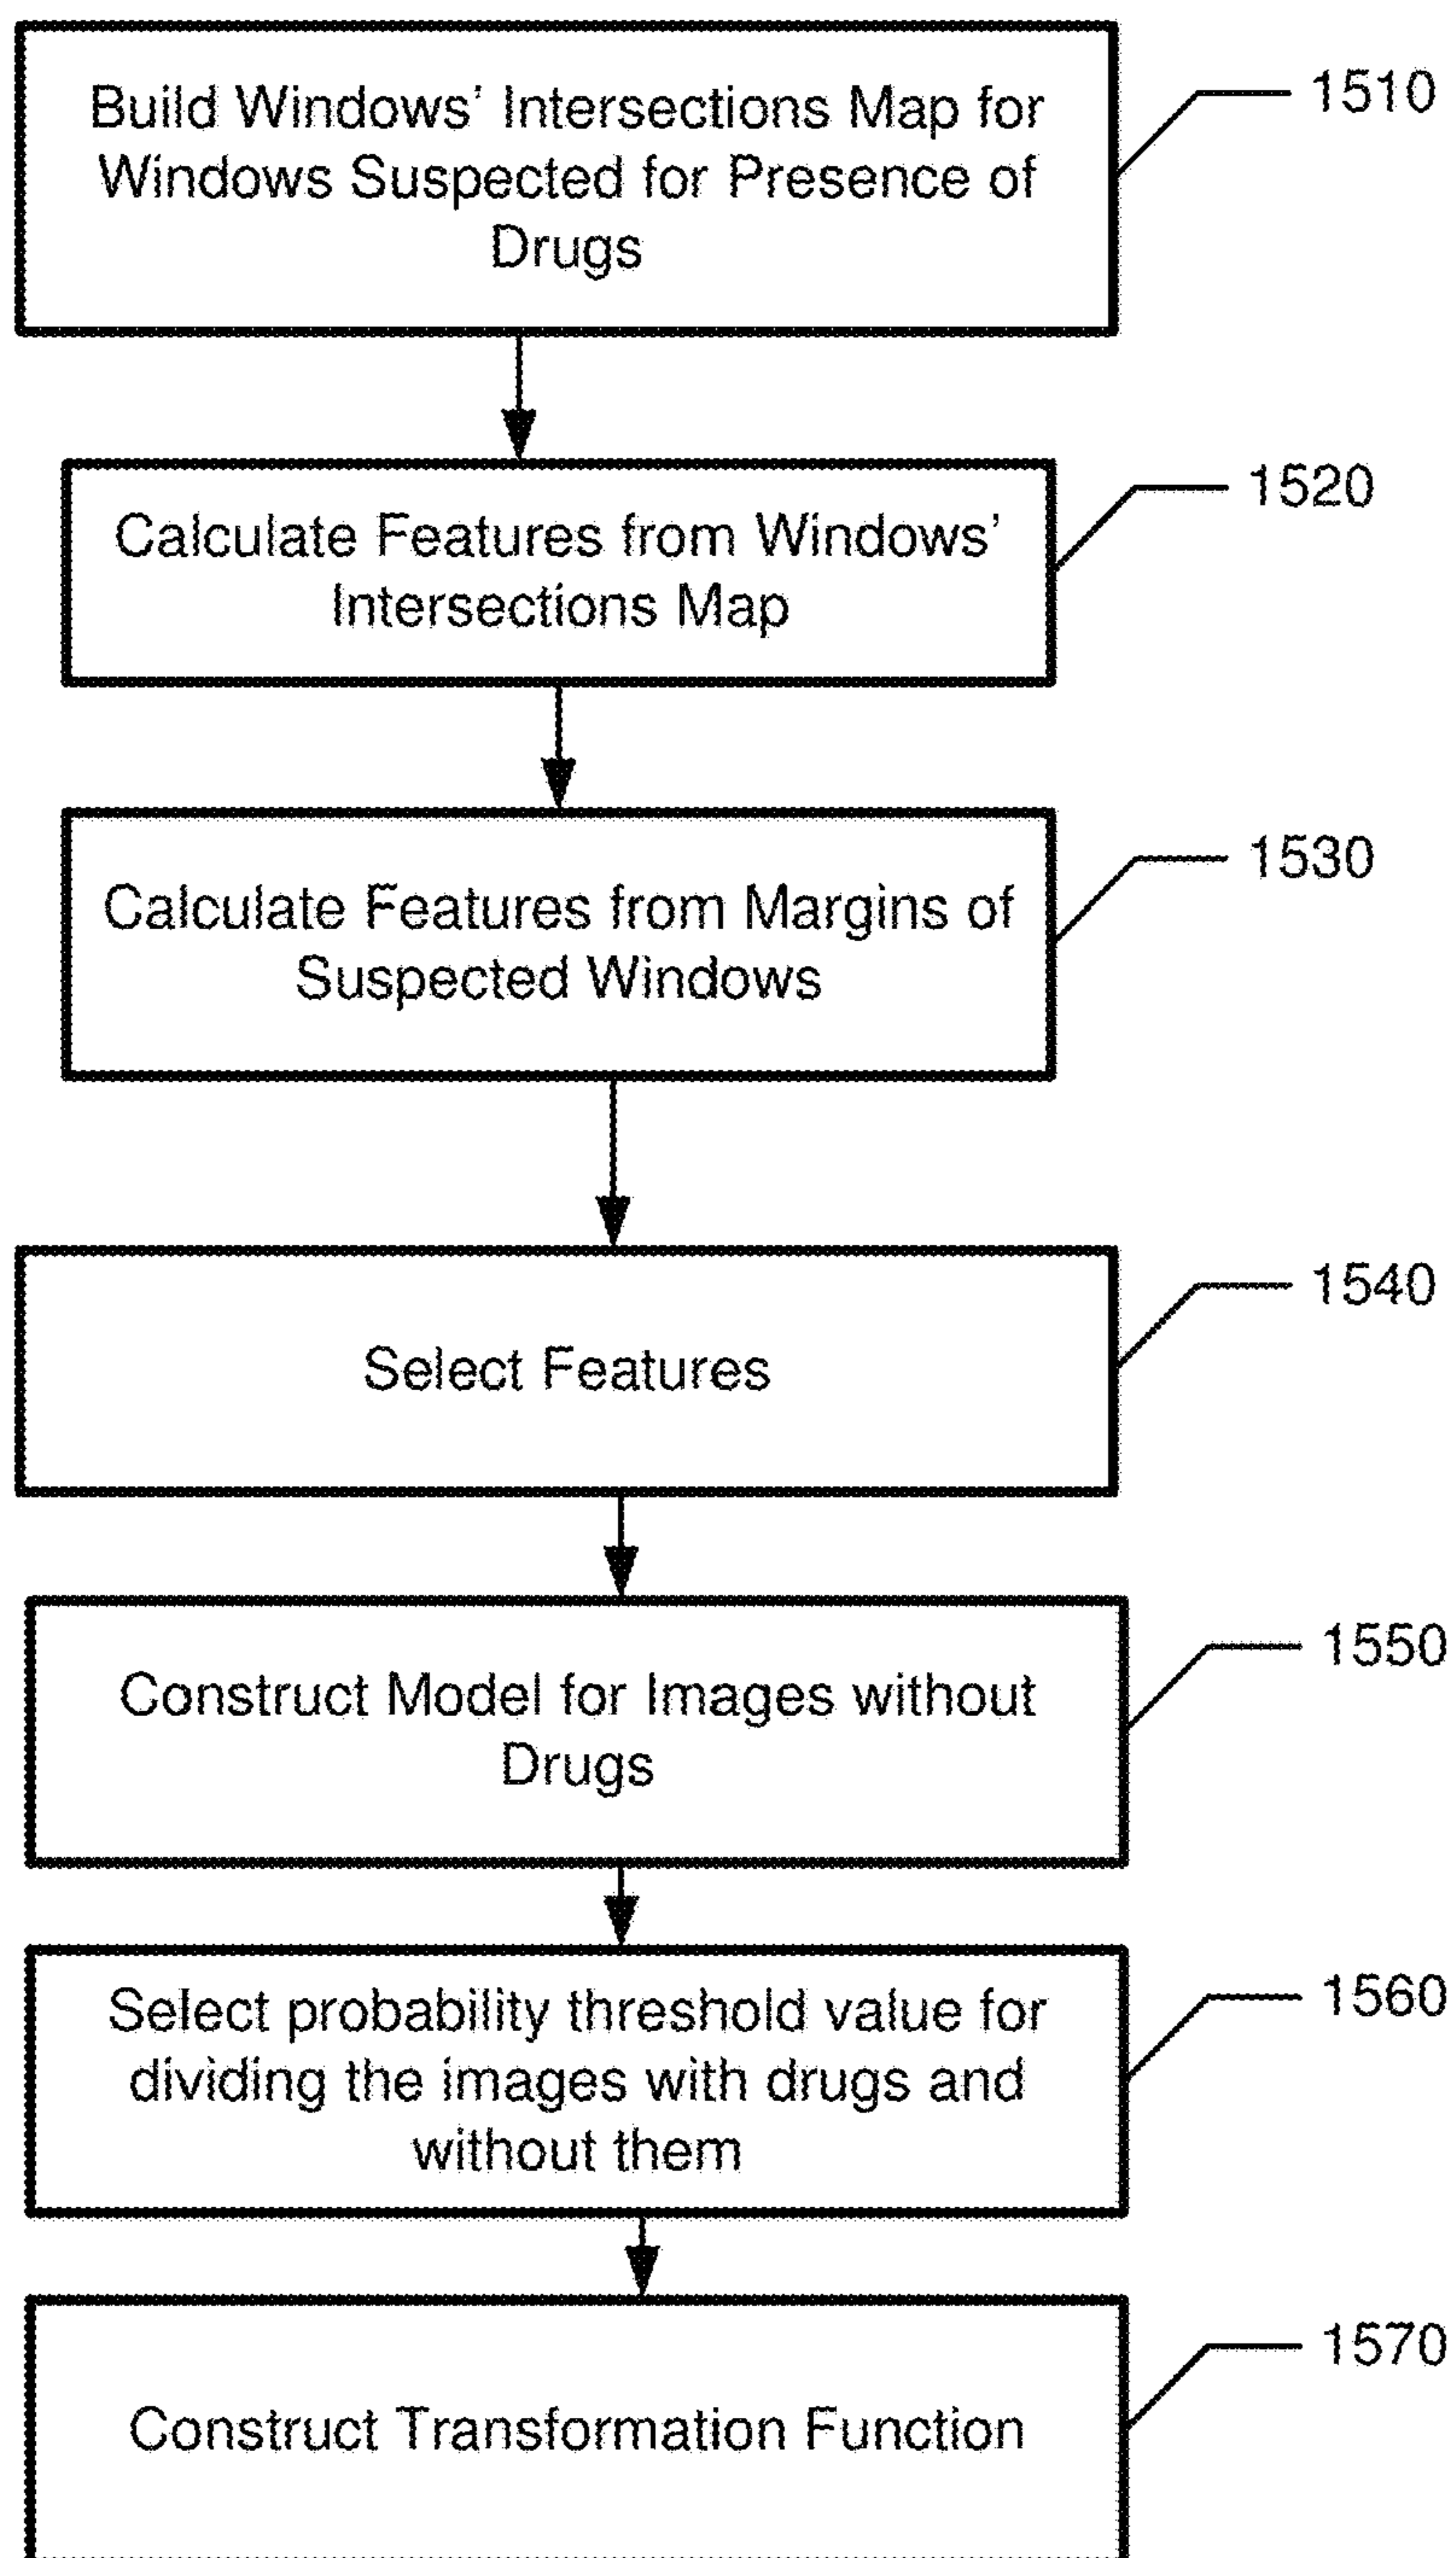 Build Windows' Intersections Map for
Windows Suspected for Presence of
Drugs
1510
Calculate Features from Windows'
Intersections Map
1520
Calculate Features from Margins of
Suspected Windows
1530
Select Features
1540
Construct Model for Images without
Drugs
1550
Select probability threshold value for
dividing the images with drugs and
without them
1560
Construct Transformation Function
1570